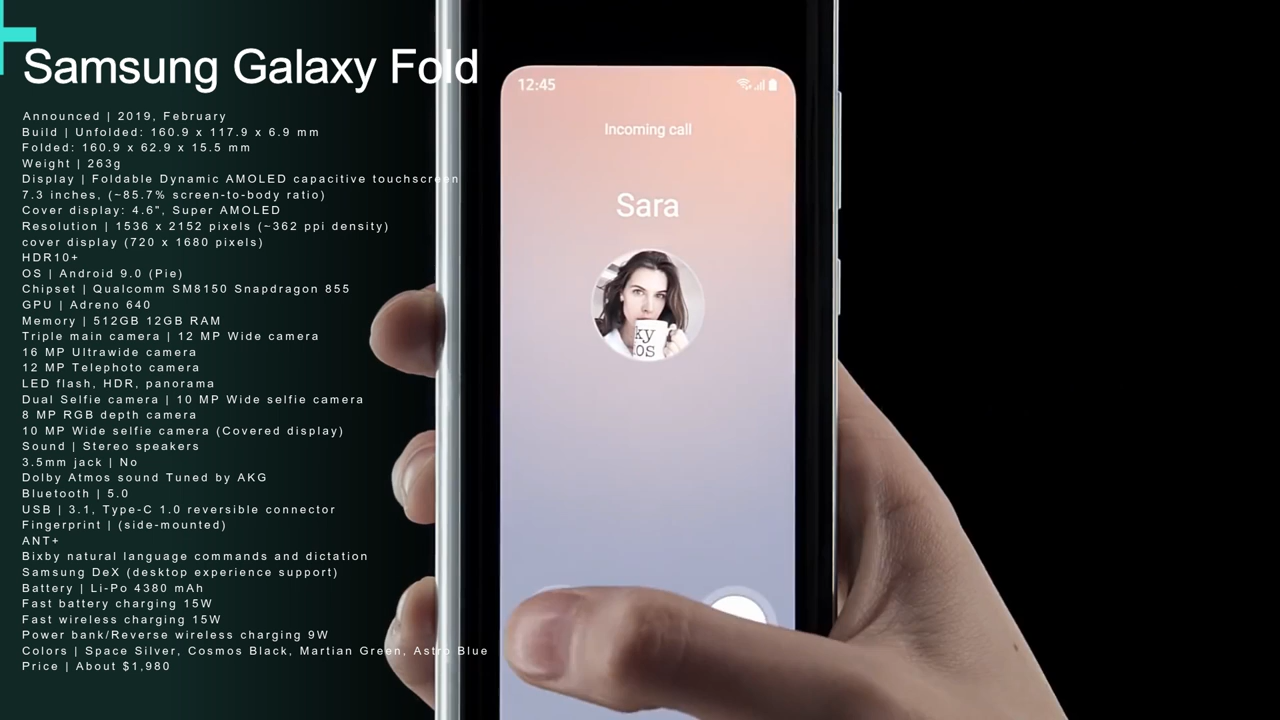 Samsung Galaxy Fold
Announced | 2019, February
Build | Unfolded: 160.9 x 117.9 x 6.9 mm
Folded: 160.9 x 62.9 x 15.5 mm
Weight | 263g
Display | Foldable Dynamic AMOLED capacitive touchscreen
7.3 inches, (~85.7% screen-to-body ratio)
Cover display: 4.6", Super AMOLED
Resolution | 1536 x 2152 pixels (~362 ppi density)
cover display (720 x 1680 pixels)
HDR10+
OS | Android 9.0 (Pie)
Chipset | Qualcomm SM8150 Snapdragon 855
GPU | Adreno 640
Memory | 512GB 12GB RAM
Triple main camera | 12 MP Wide camera
16 MP Ultrawide camera
12 MP Telephoto camera
LED flash, HDR, panorama
Dual Selfie camera | 10 MP Wide selfie camera
8 MP RGB depth camera
10 MP Wide selfie camera (Covered display)
Sound | Stereo speakers
3.5mm jack | No
Dolby Atmos sound Tuned by AKG
Bluetooth | 5.0
USB | 3.1, Type-C 1.0 reversible connector
Fingerprint | (side-mounted)
ANT+
Bixby natural language commands and dictation
Samsung DeX (desktop experience support)
Battery | Li-Po 4380 mAh
Fast battery charging 15W
Fast wireless charging 15W
Power bank/Reverse wireless charging 9W
Colors | Space Silver, Cosmos Black, Martian Green, Astro Blue
Price | About $1,980
12:45
Incoming call
Sara
KY
OS